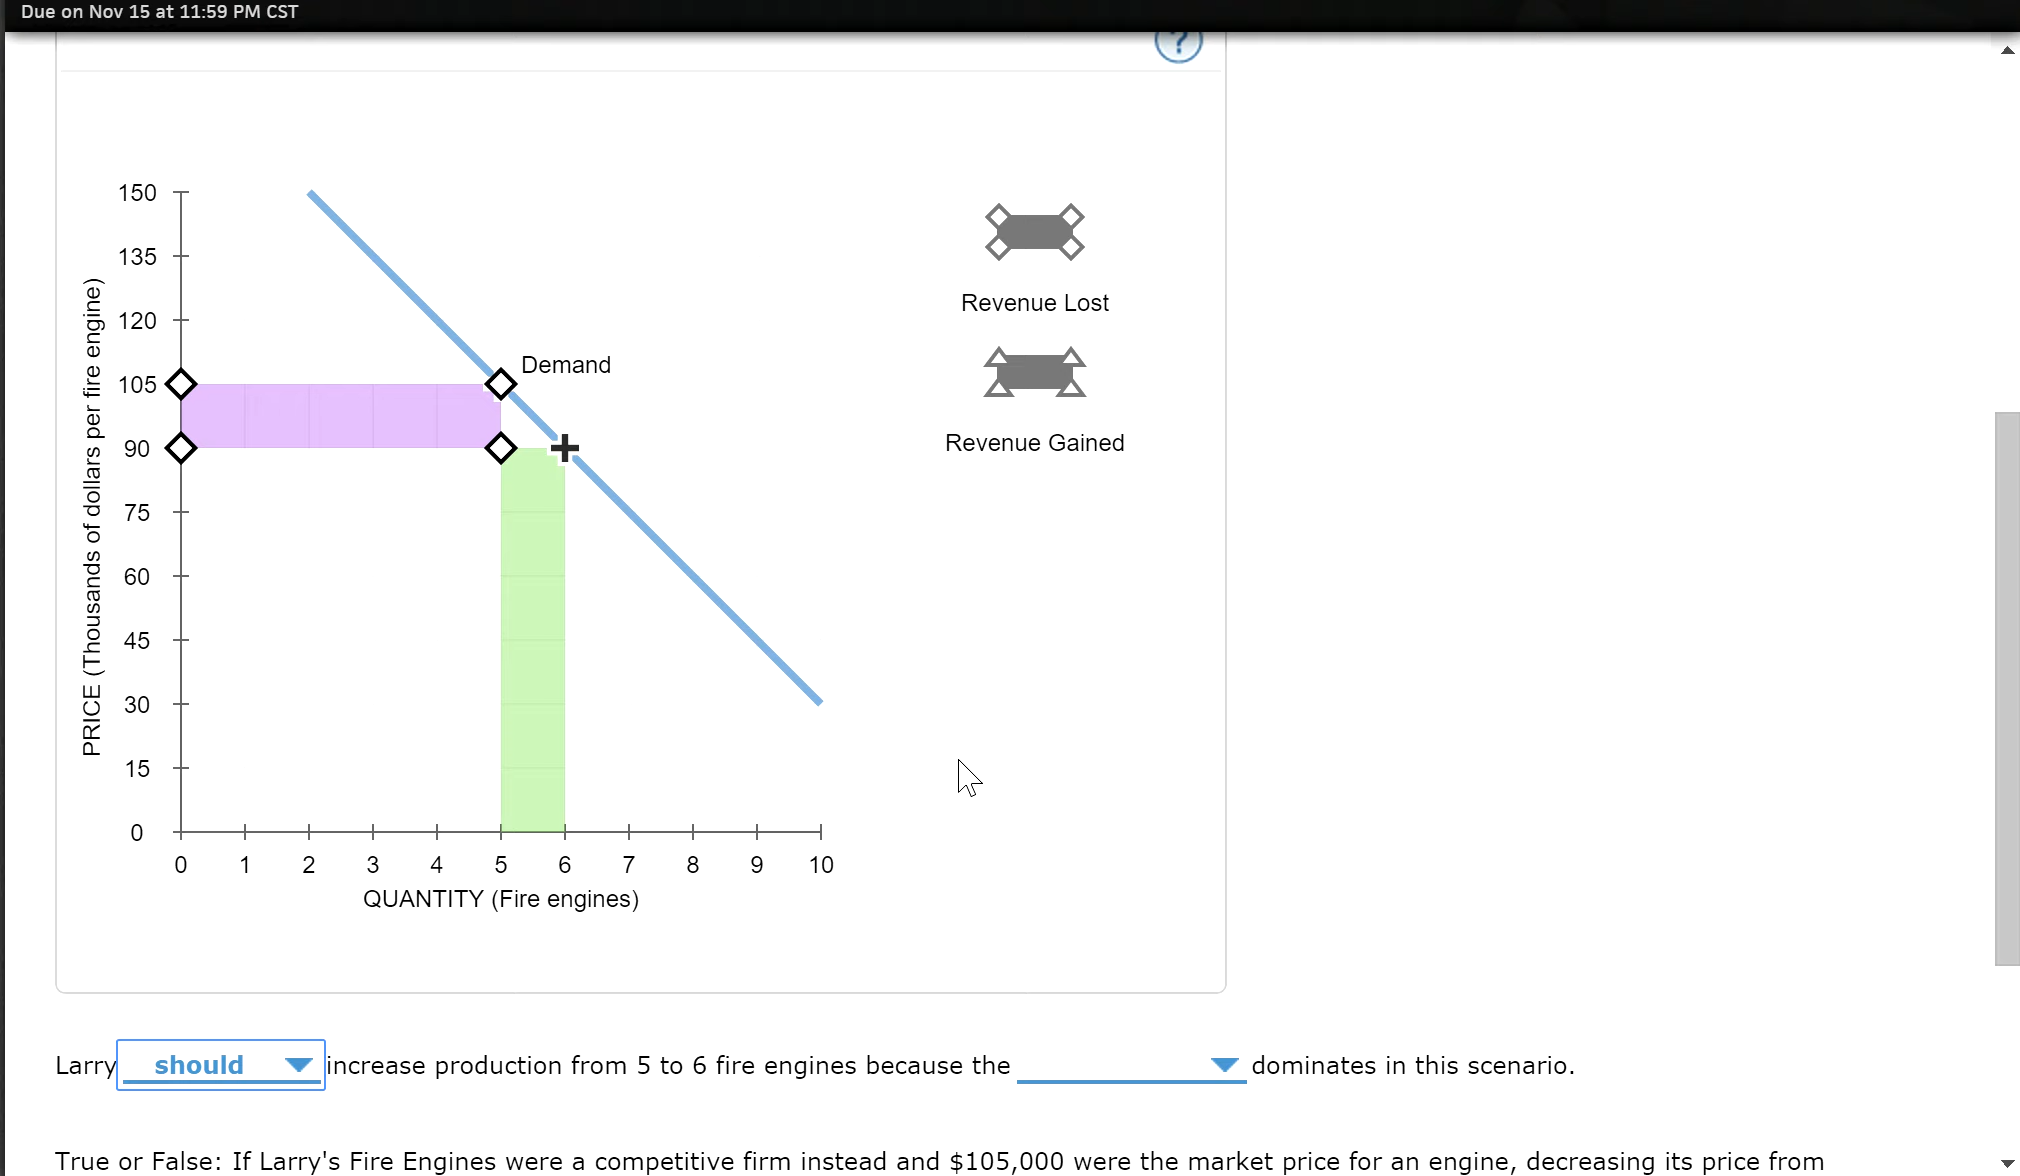 Due on Nov 15 at 11:59 PM CST
?
150
135
120
105
90
75
60
45
30
15
0
PRICE (Thousands of dollars per fire engine)
0 1 2 3 4 5 6 7 8 9 10
QUANTITY (Fire engines)
Demand
Revenue Lost
Revenue Gained
Larry should increase production from 5 to 6 fire engines because the dominates in this scenario.
True or False: If Larry's Fire Engines were a competitive firm instead and $105,000 were the market price for an engine, decreasing its price from